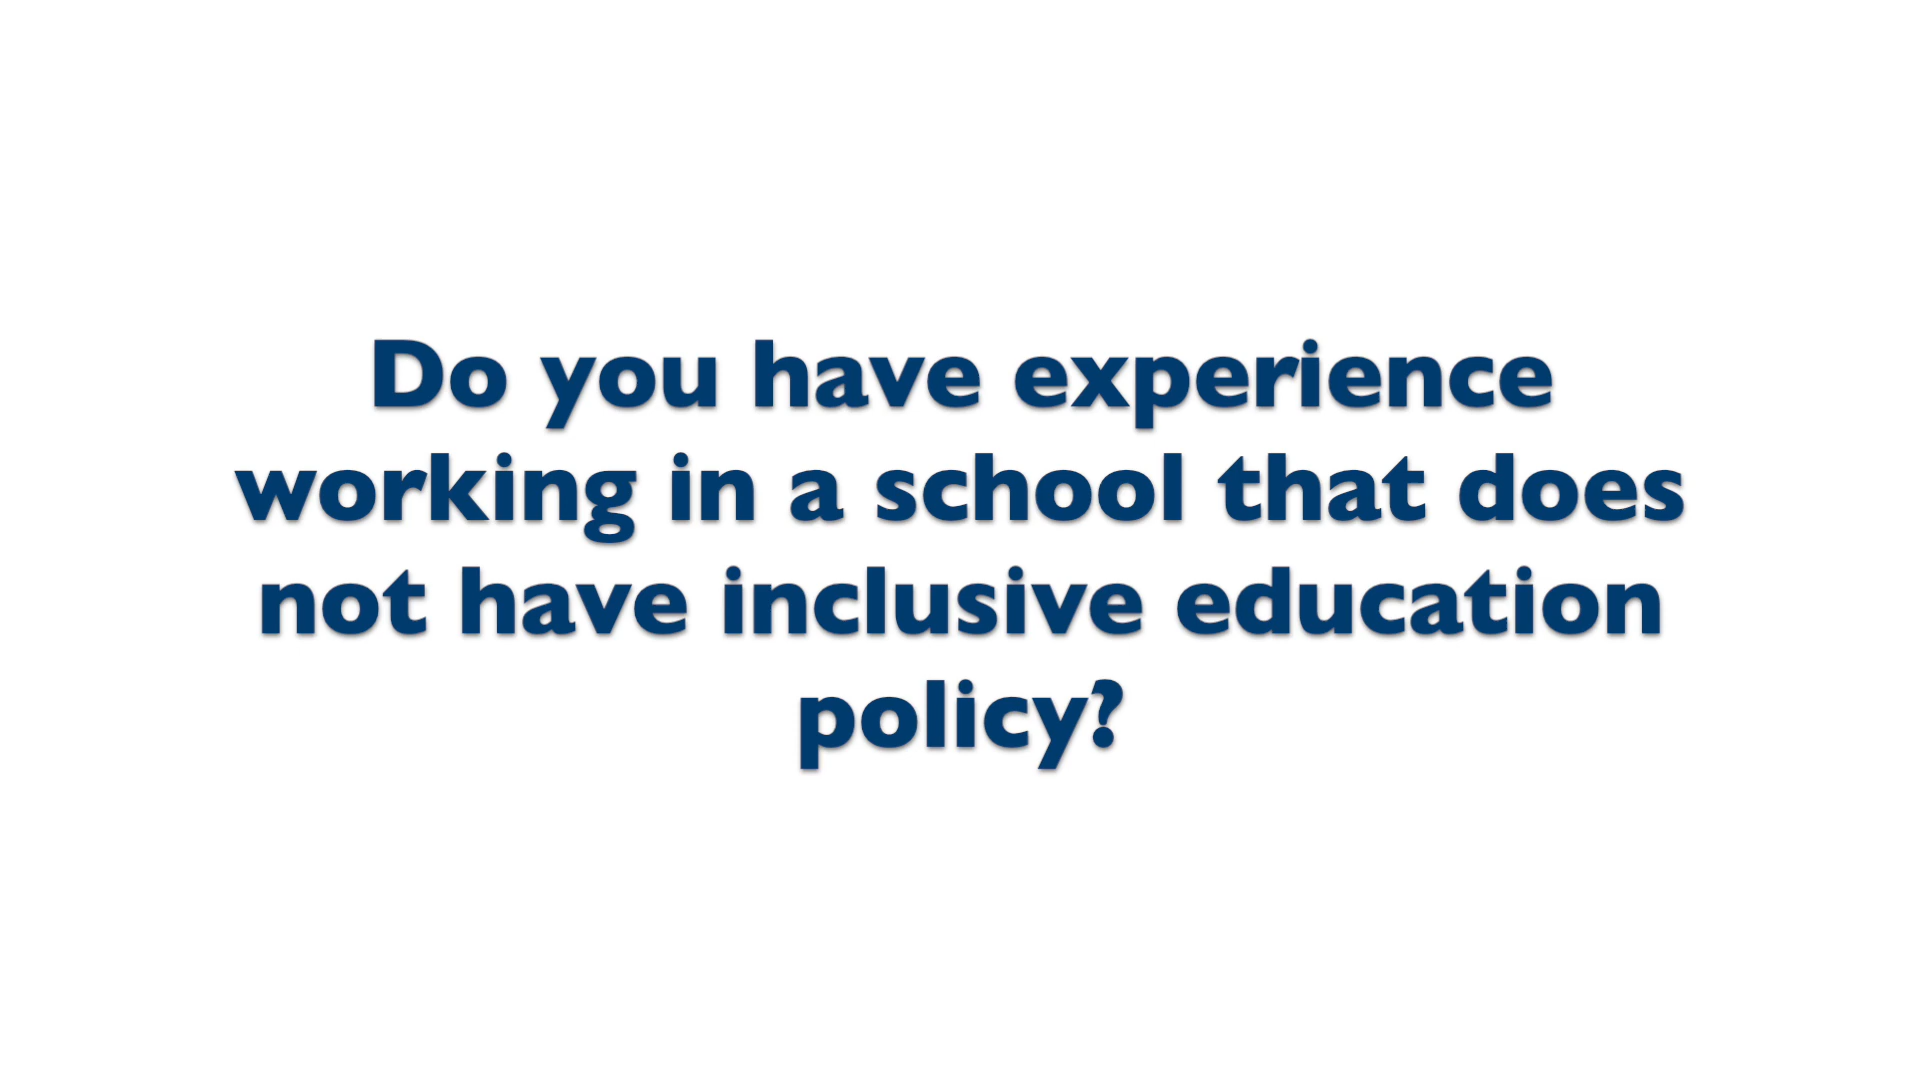 Do you have experience
working in a school that does
not have inclusive education
policy?